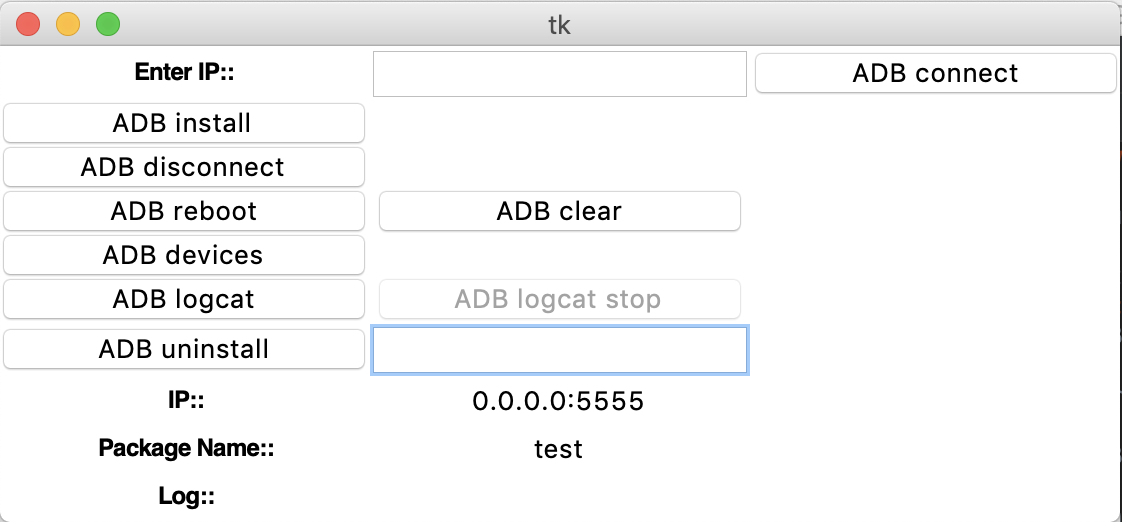 tk
Enter IP:: ADB connect
ADB install
ADB disconnect
ADB reboot ADB clear
ADB devices
ADB logcat ADB logcat stop
ADB uninstall
IP:: 0.0.0.0:5555
Package Name:: test
Log::